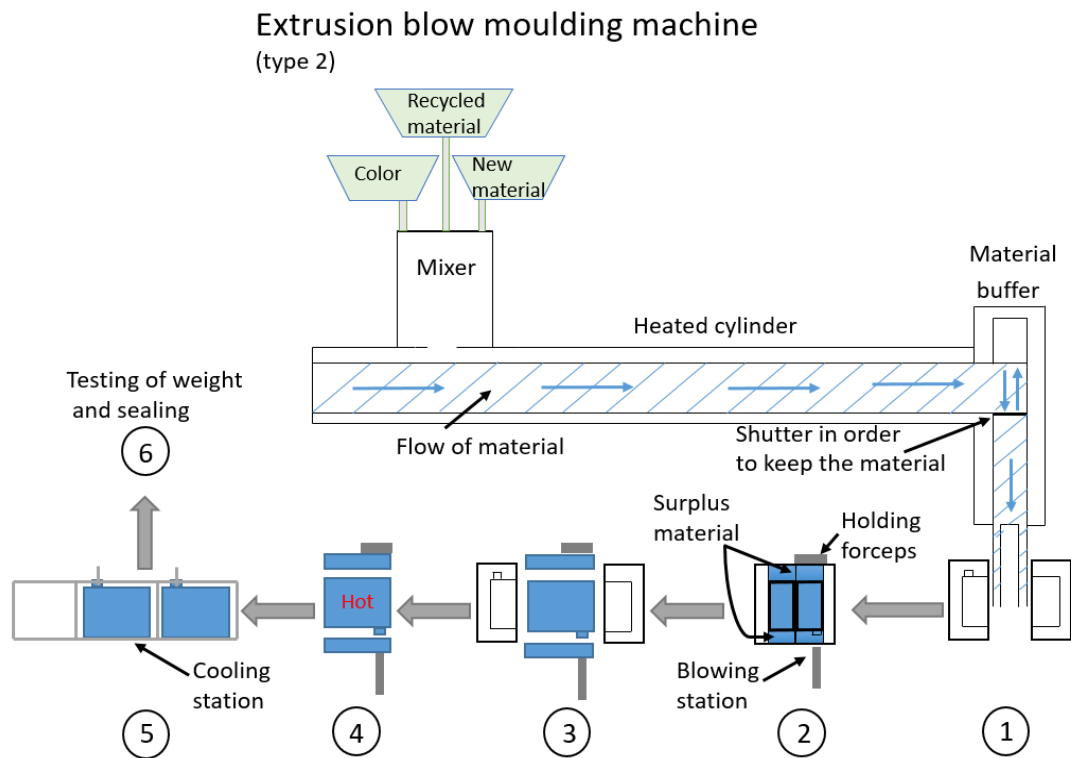 Extrusion blow moulding machine
(type 2)
Recycled
material
Color
New
material
Mixer
Material
buffer
Heated cylinder
Testing of weight
and sealing
6
Flow of material
Shutter in order
to keep the material
Surplus
material
Holding
forceps
Hot
Cooling
station
Blowing
station
5
4
3
2
1